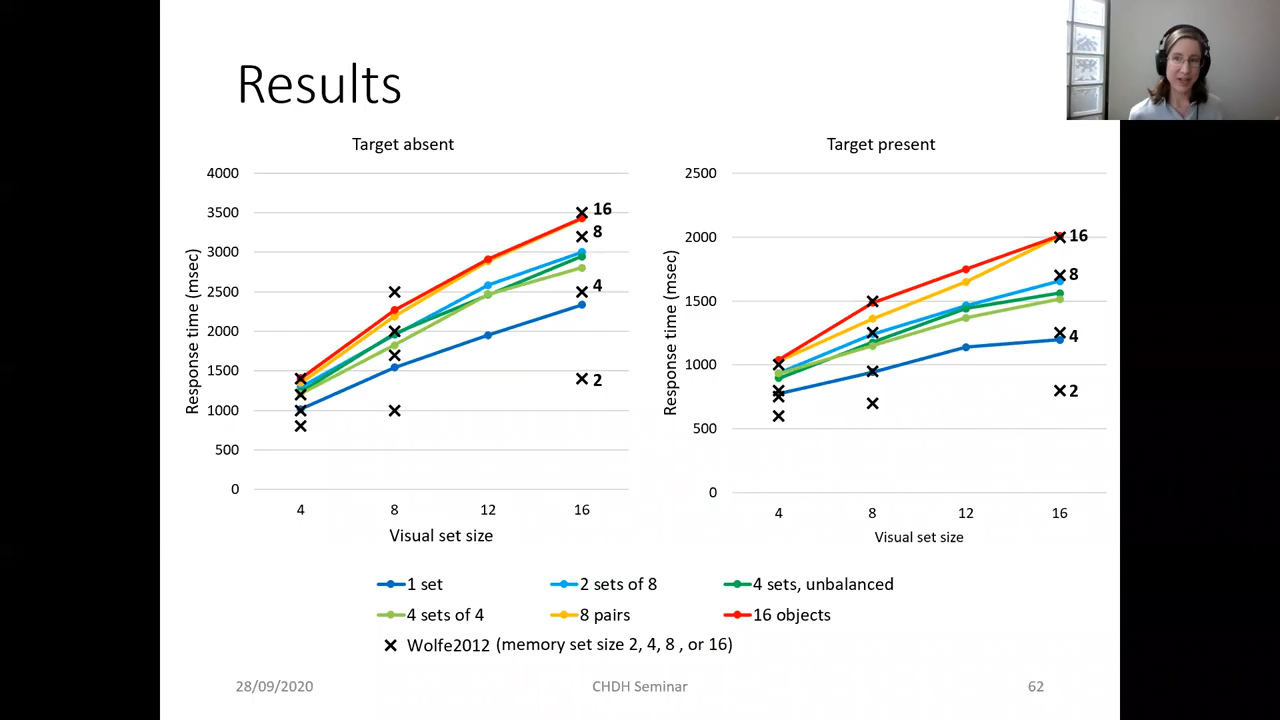 Results
Target absent
4000
3500
3000
2500
2000
1500
1000
500
0
Response time (msec)
4 8 12 16
Visual set size
16
8
4
2
Target present
2500
2000
1500
1000
500
0
Response time (msec)
4 8 12 16
Visual set size
16
8
4
2
1 set 2 sets of 8 4 sets, unbalanced
4 sets of 4 8 pairs 16 objects
Wolfe2012 (memory set size 2, 4, 8 , or 16)
28/09/2020 CHDH Seminar 62